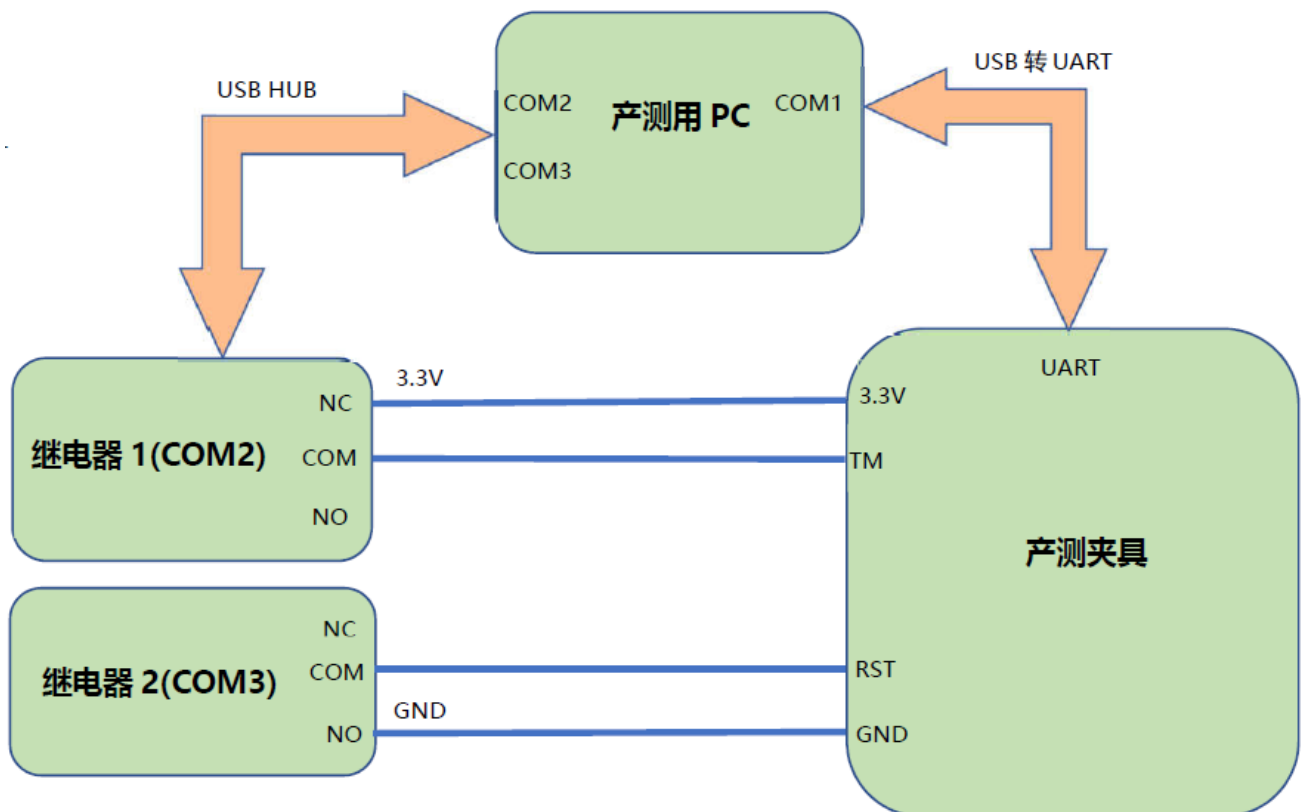 USB HUB
USB 转 UART
COM2
产测用 PC
COM1
COM3
UART
NC
3.3V
3.3V
继电器 1(COM2)
COM
TM
NO
产测夹具
NC
继电器 2(COM3)
COM
RST
GND
NO
GND